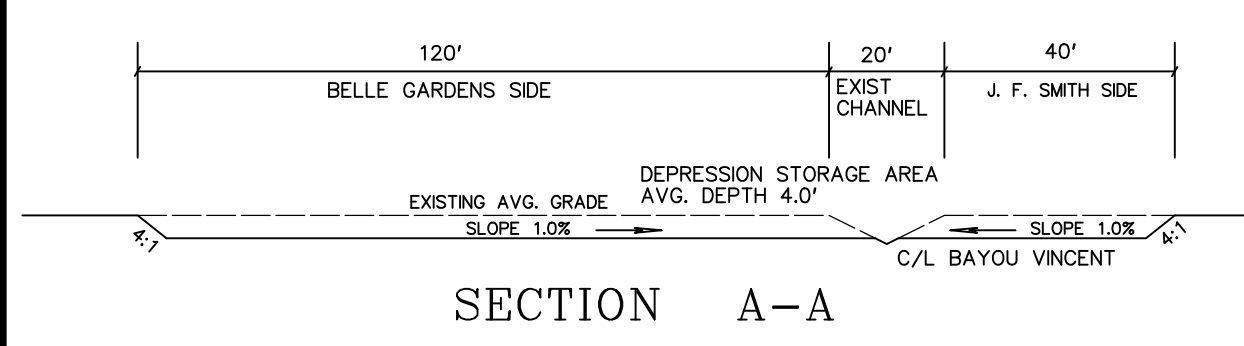 120'
20'
40'
BELLE GARDENS SIDE
EXIST
CHANNEL
J. F. SMITH SIDE
DEPRESSION STORAGE AREA
AVG. DEPTH 4.0'
EXISTING AVG. GRADE
4:1
SLOPE 1.0%
SLOPE 1.0%
4:1
C/L BAYOU VINCENT
SECTION A-A